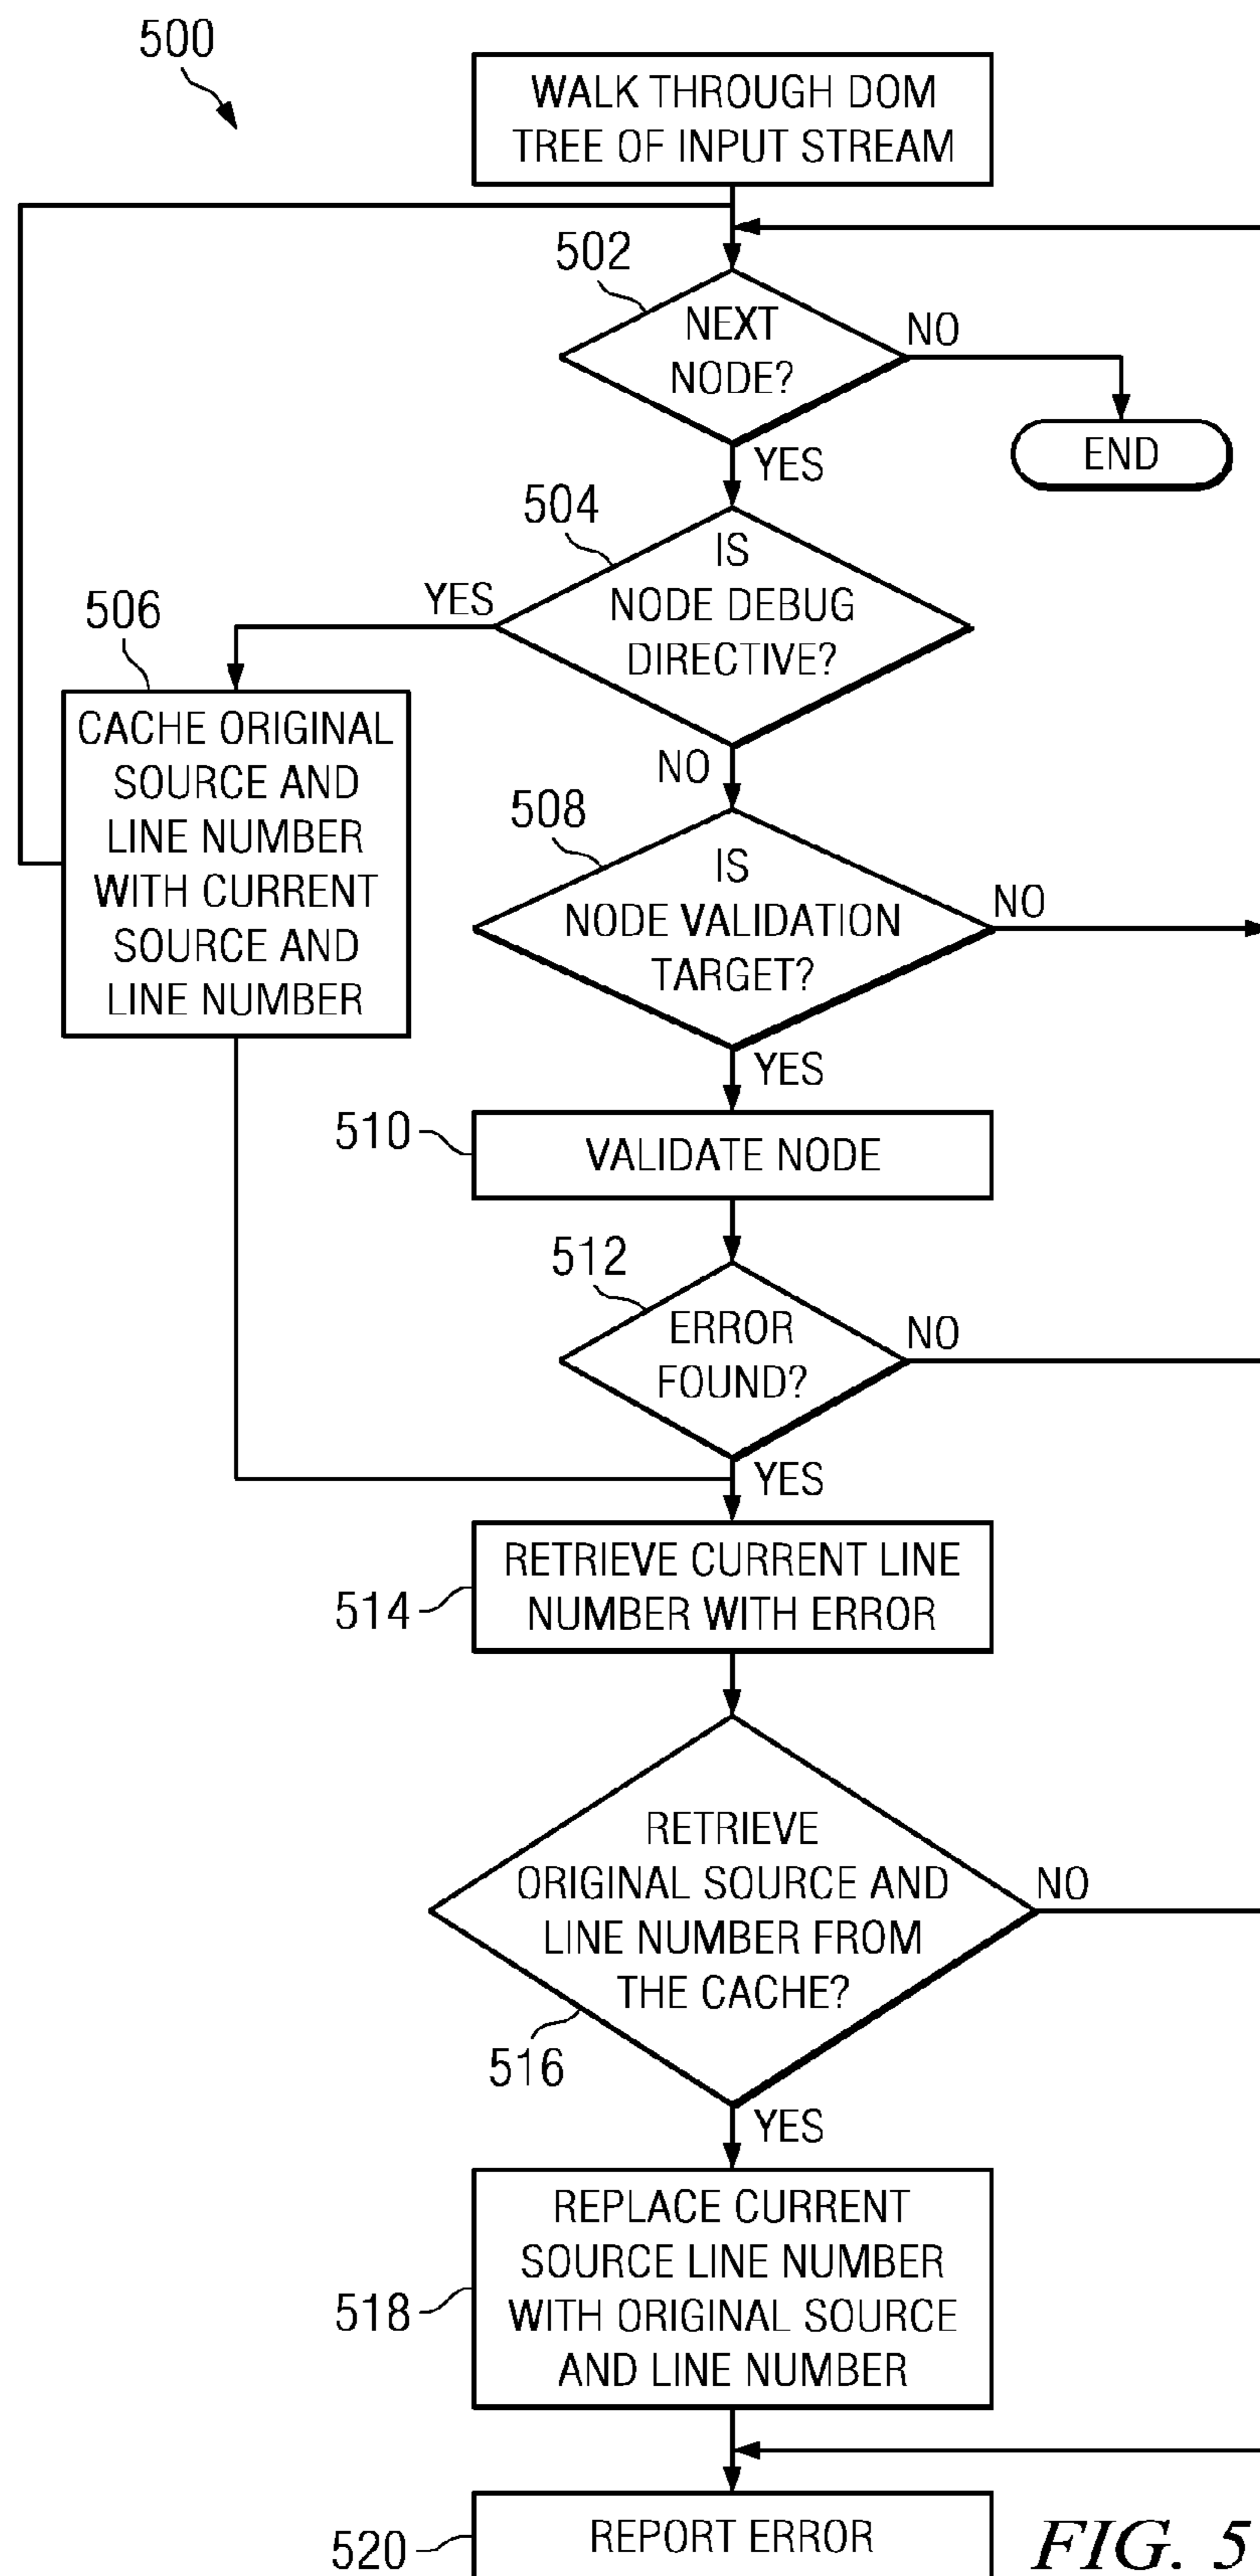 500
WALK THROUGH DOM
TREE OF INPUT STREAM
502
NEXT
NODE?
NO
END
YES
504
IS
NODE DEBUG
DIRECTIVE?
YES
506
CACHE ORIGINAL
SOURCE AND
LINE NUMBER
WITH CURRENT
SOURCE AND
LINE NUMBER
NO
508
IS
NODE VALIDATION
TARGET?
NO
YES
510
VALIDATE NODE
512
ERROR
FOUND?
NO
YES
514
RETRIEVE CURRENT LINE
NUMBER WITH ERROR
RETRIEVE
ORIGINAL SOURCE AND
LINE NUMBER FROM
THE CACHE?
NO
516
YES
518
REPLACE CURRENT
SOURCE LINE NUMBER
WITH ORIGINAL SOURCE
AND LINE NUMBER
520
REPORT ERROR
FIG. 5